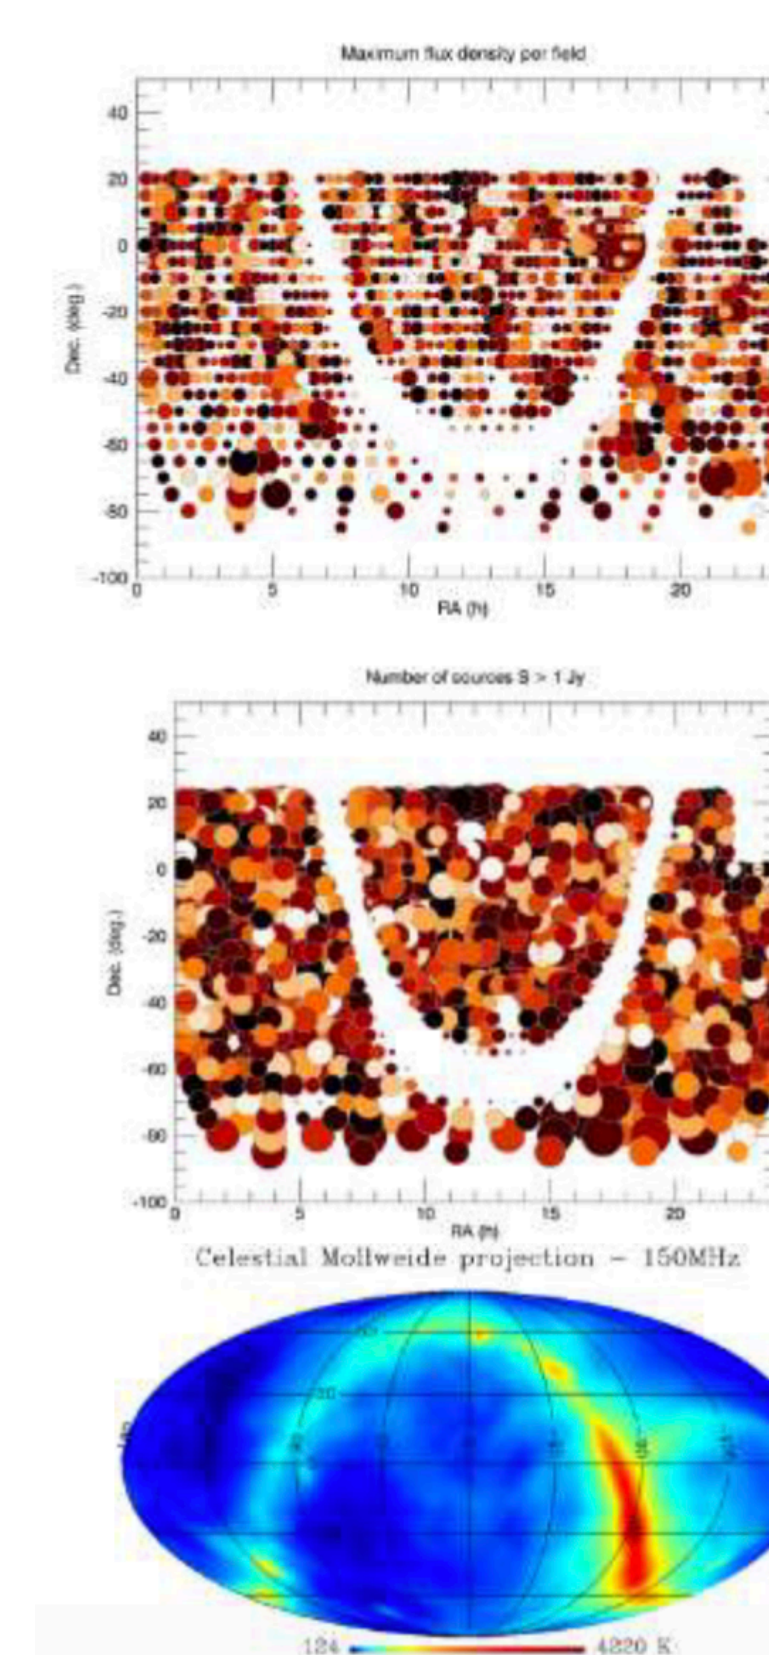 Maximum flux density per field
40
20
0
-20
-40
-60
-80
-100
Dec. (deg.)
0 5 10 15 20
RA (h)
Number of sources S > 1 Jy
40
20
0
-20
-40
-60
-80
-100
Dec. (deg.)
0 5 10 15 20
RA (h)
Celestial Mollweide projection - 150MHz
124 4220 K